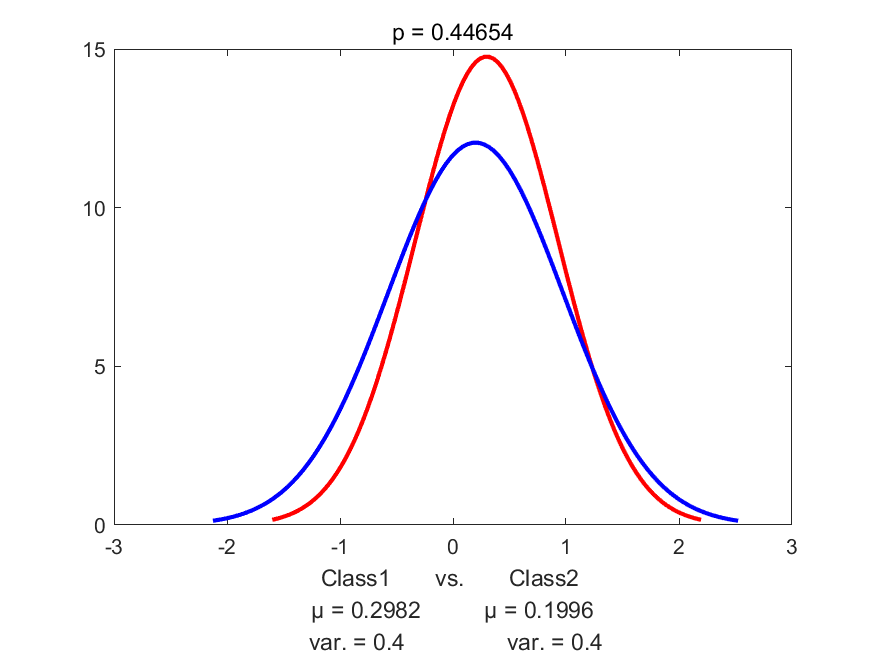 p = 0.44654
15
10
5
0
-3 -2 -1 0 1 2 3
Class1 vs. Class2
µ = 0.2982 µ = 0.1996
var. = 0.4 var. = 0.4